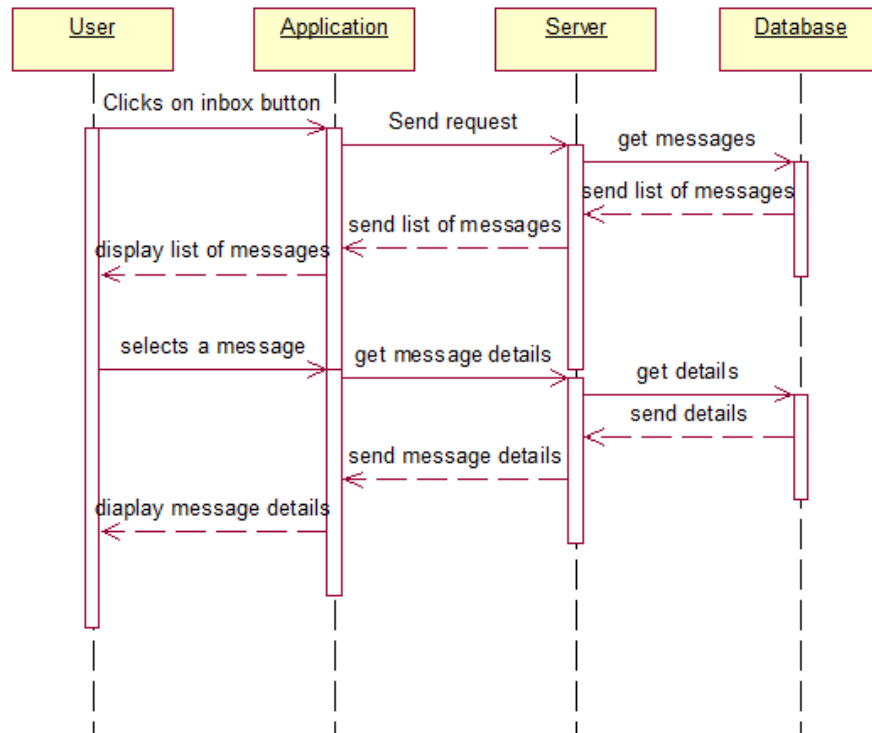 User
Application
Server
Database
Clicks on inbox button
Send request
get messages
send list of messages
send list of messages
display list of messages
selects a message
get message details
get details
send details
send message details
diaplay message details